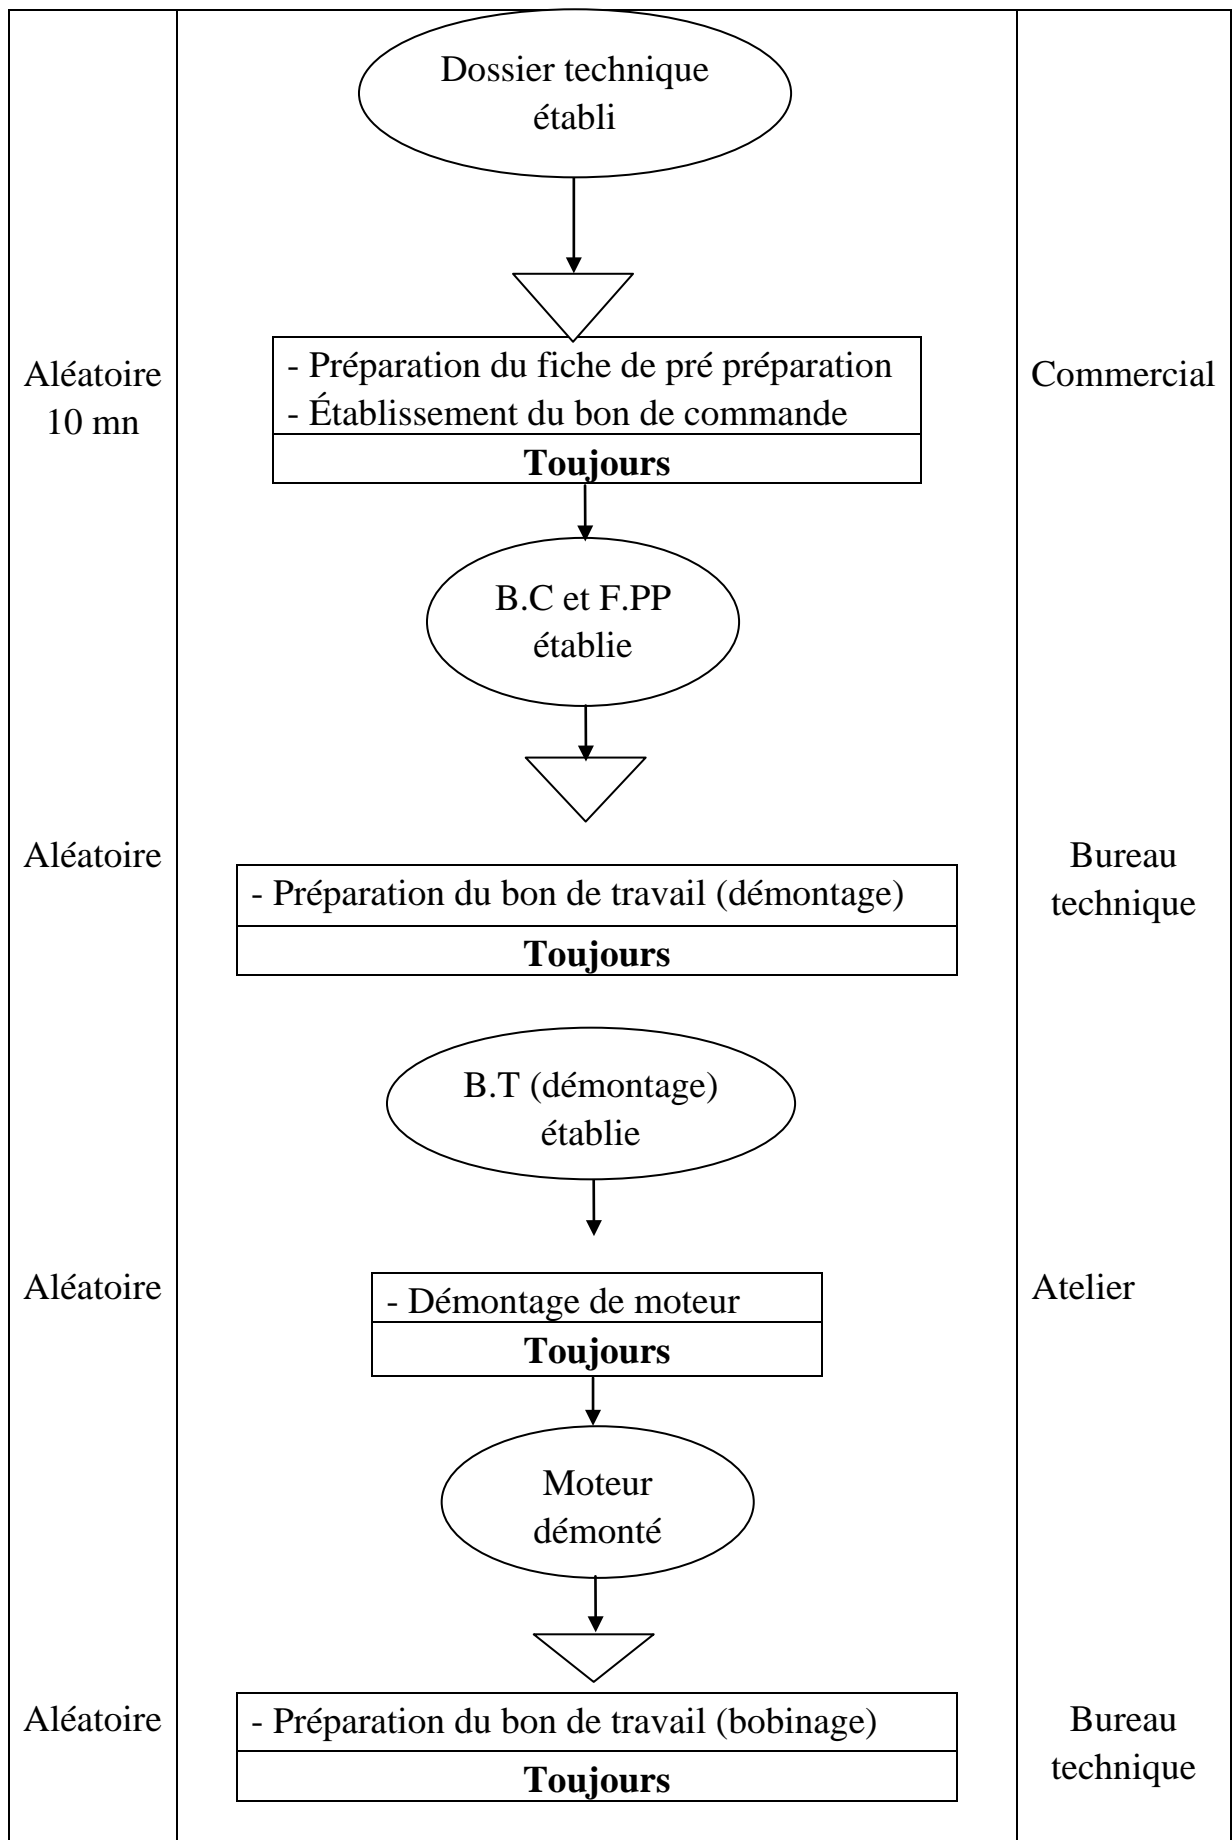 Dossier technique
établi
Aléatoire
10 mn
- Préparation du fiche de pré préparation
- Établissement du bon de commande
Toujours
Commercial
B.C et F.PP
établie
Aléatoire
- Préparation du bon de travail (démontage)
Toujours
Bureau
technique
B.T (démontage)
établie
Aléatoire
- Démontage de moteur
Toujours
Atelier
Moteur
démonté
Aléatoire
- Préparation du bon de travail (bobinage)
Toujours
Bureau
technique